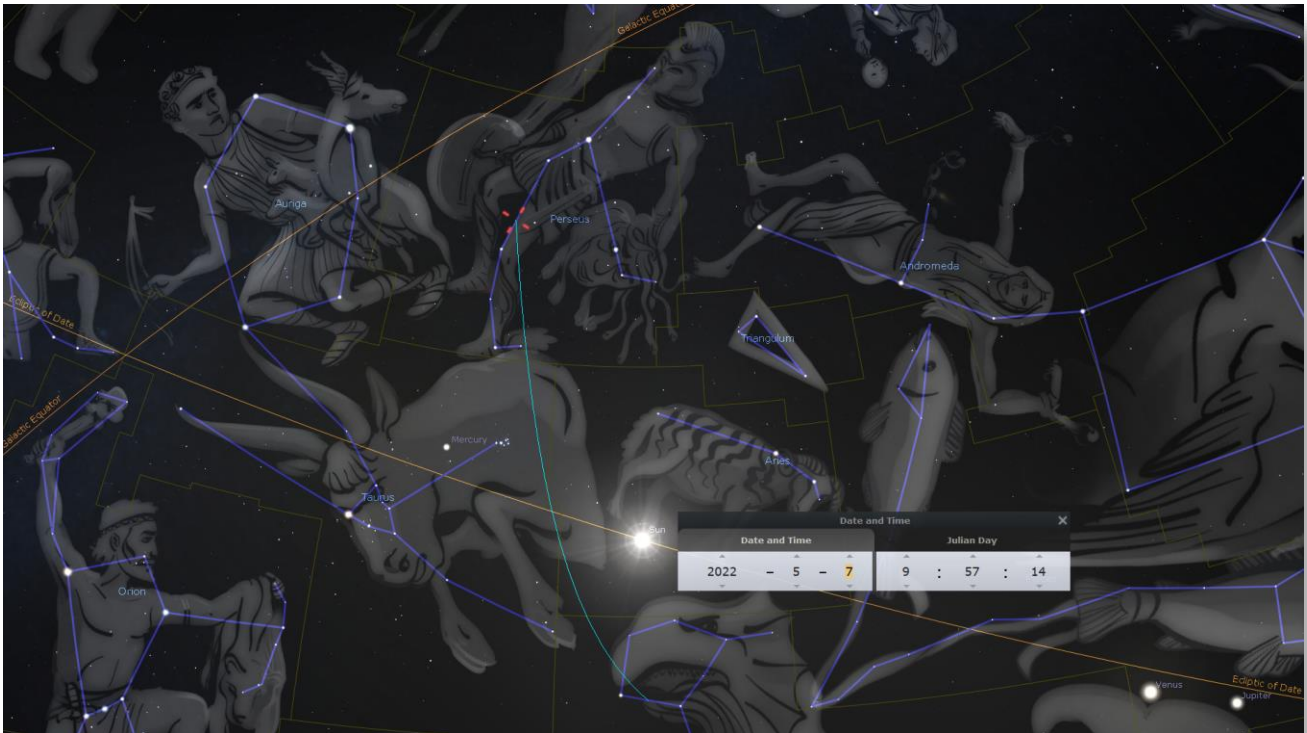 Galactic Equator
Auriga
Perseus
Andromeda
Ecliptic of Date
Triangulum
Galactic Equator
Mercury
Aries
Taurus
Sun
Date and Time ×
Date and Time Julian Day
2022 – 5 – 7 9 : 57 : 14
Orion
Ecliptic of Date
Venus
Jupiter